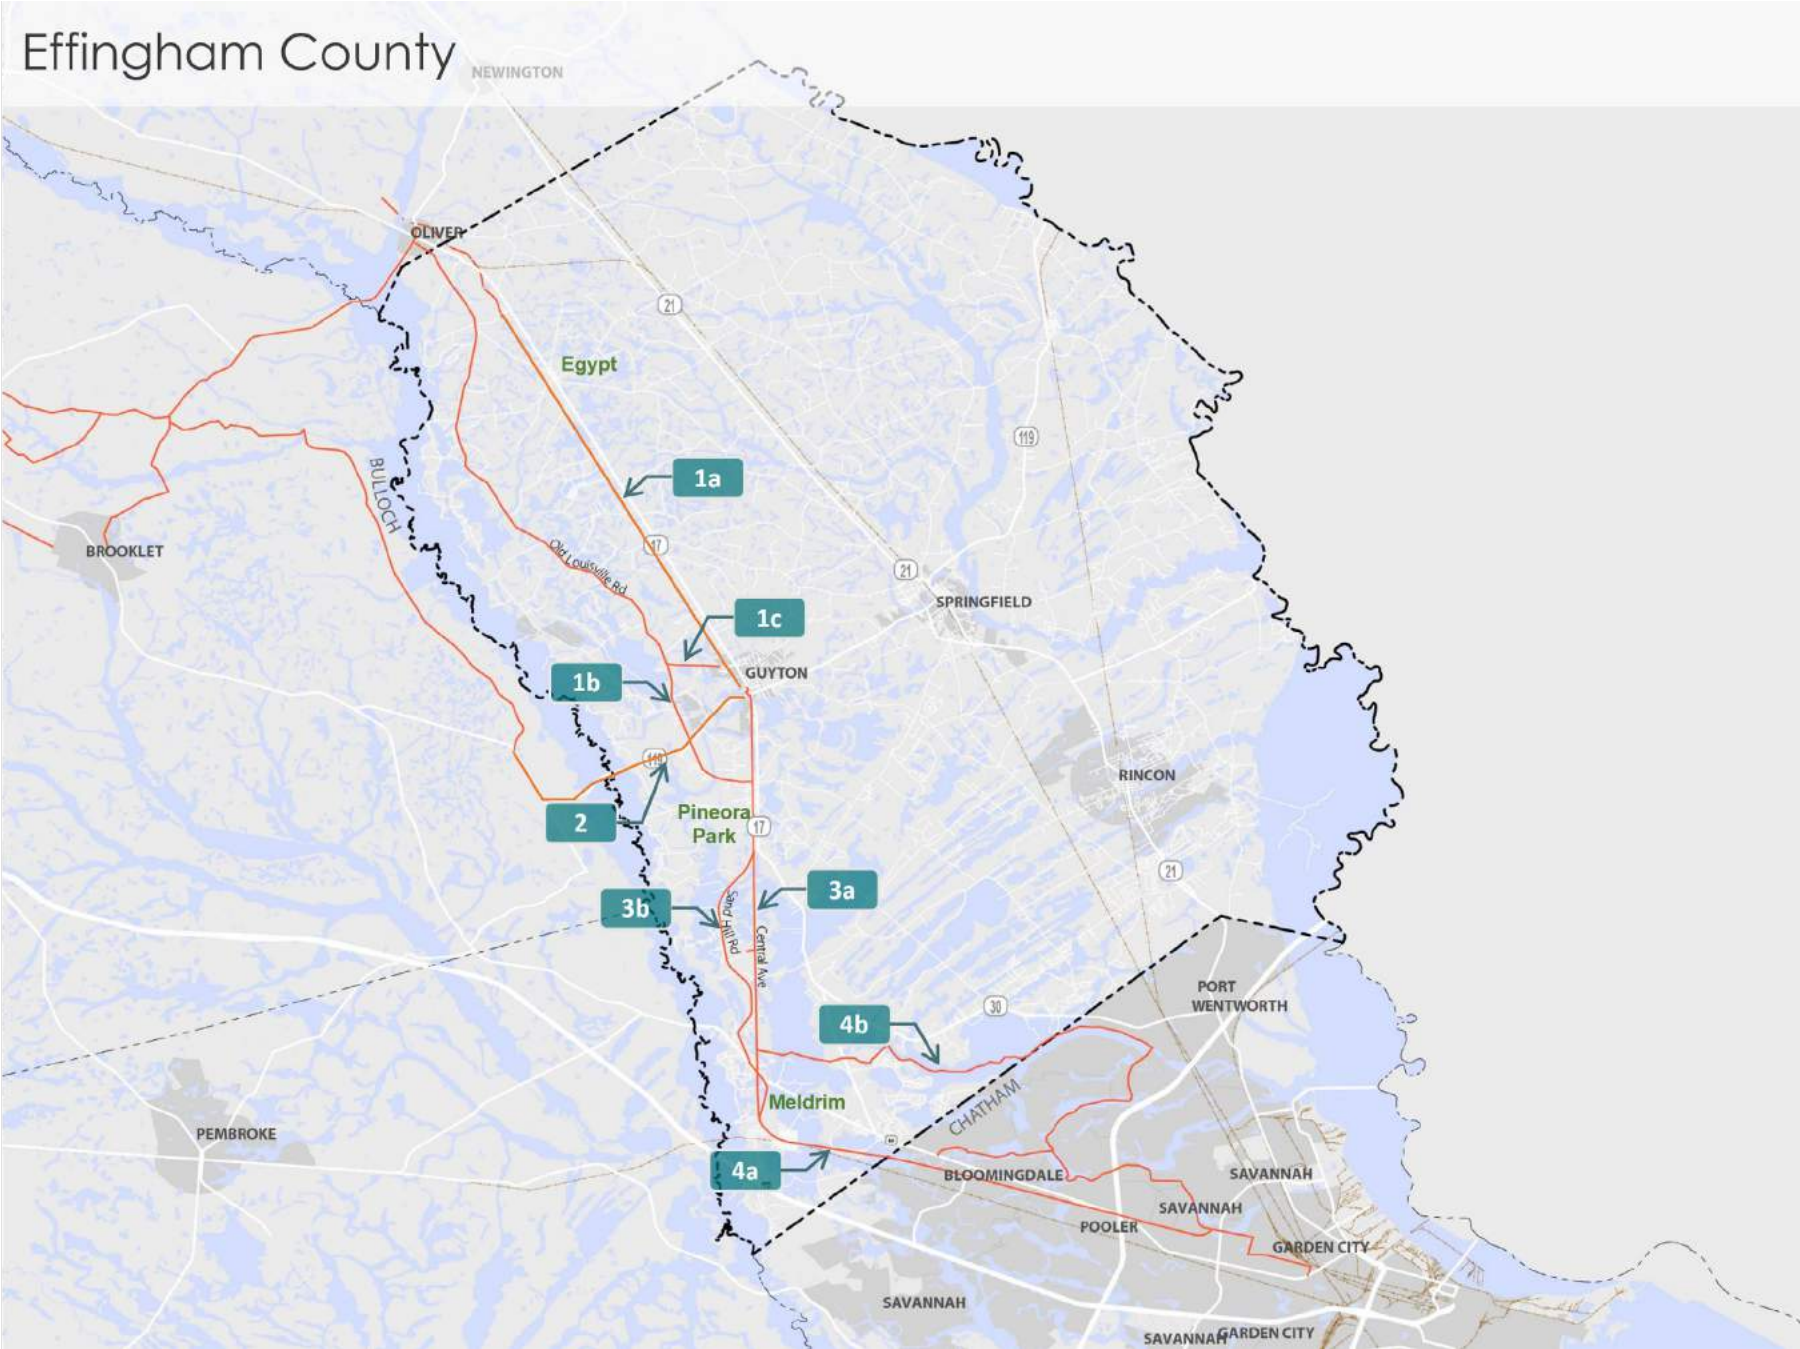 Effingham County
NEWINGTON
OLIVER
21
Egypt
119
1a
BULLOCH
17
BROOKLET
Old Louisville Rd
21
SPRINGFIELD
1c
GUYTON
1b
119
RINCON
2
Pineora
Park
17
21
3a
3b
Sand Hill Rd
Central Ave
PORT
WENTWORTH
30
4b
CHATHAM
Meldrim
PEMBROKE
4a
BLOOMINGDALE
SAVANNAH
SAVANNAH
POOLER
GARDEN CITY
SAVANNAH
SAVANNAH
GARDEN CITY